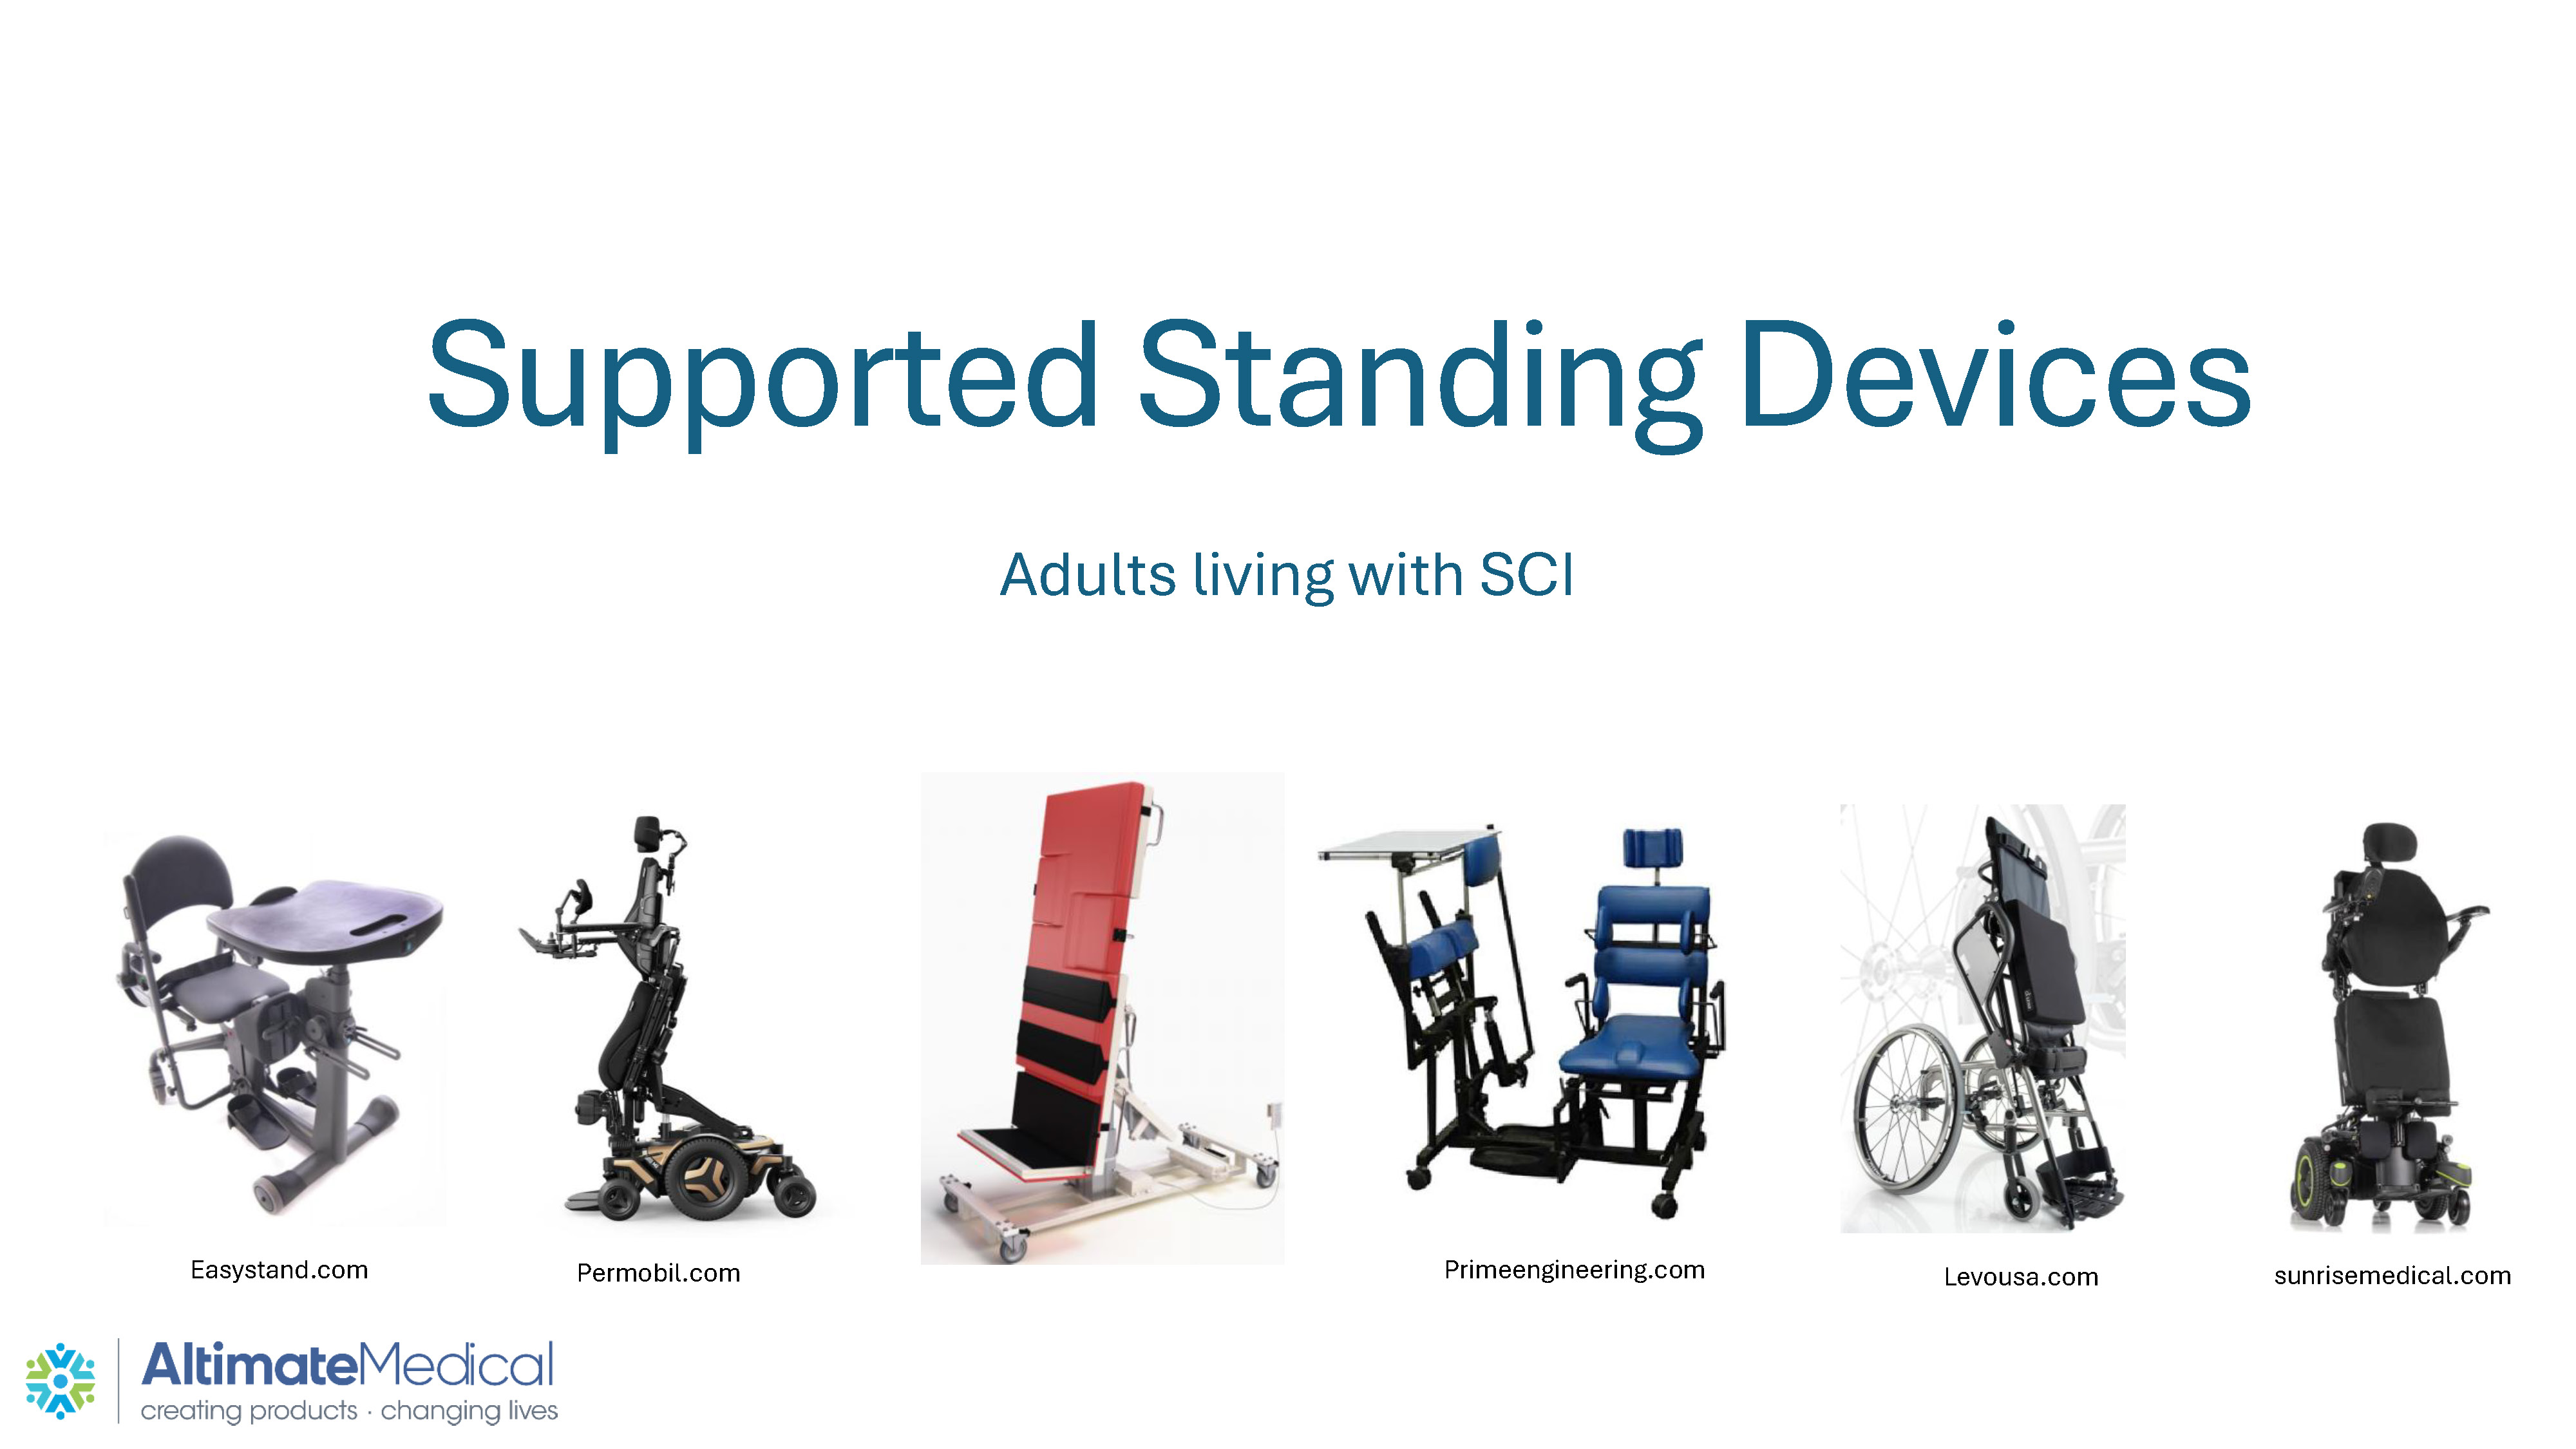 Supported Standing Devices
Adults living with SCI
Easystand.com
Permobil.com
Primeengineering.com
Levousa.com
sunrisemedical.com
AltimateMedical
creating products · changing lives